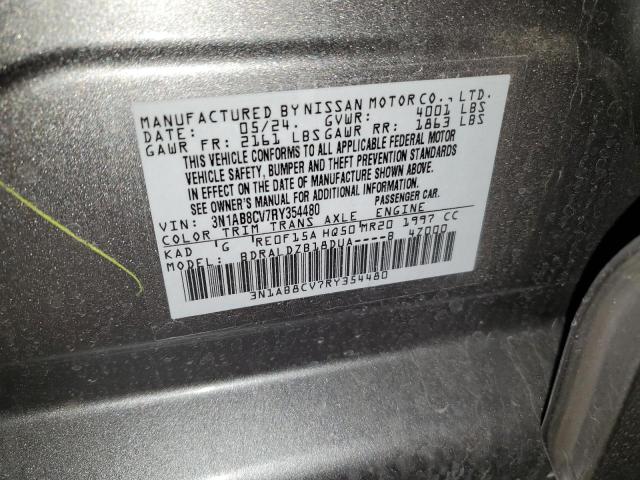 MANUFACTURED BY NISSAN MOTOR CO., LTD.
DATE: 05/24. GVWR: 4001 LBS
GAWR FR: 2161 LBS GAWR RR: 1863 LBS
THIS VEHICLE CONFORMS TO ALL APPLICABLE FEDERAL MOTOR
VEHICLE SAFETY, BUMPER AND THEFT PREVENTION STANDARDS
IN EFFECT ON THE DATE OF MANUFACTURE SHOWN ABOVE.
SEE OWNER'S MANUAL FOR ADDITIONAL INFORMATION.
VIN: 3N1AB8CV7RY354480 PASSENGER CAR.
COLOR TRIM TRANS AXLE ENGINE
KAD G RE0F15A HQ50 MR20 1997 CC
MODEL: BDRALDZB18DUA----B 47000
3N1AB8CV7RY354480